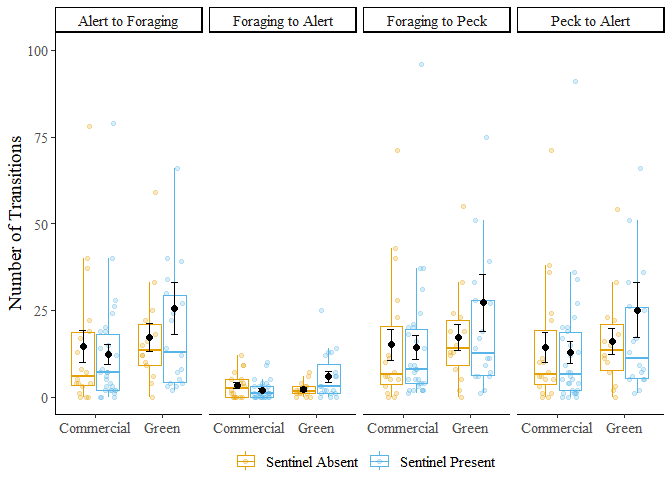 Alert to Foraging Foraging to Alert Foraging to Peck Peck to Alert
Number of Transitions
100
75
50
25
0
Commercial Green Commercial Green Commercial Green Commercial Green
Sentinel Absent Sentinel Present